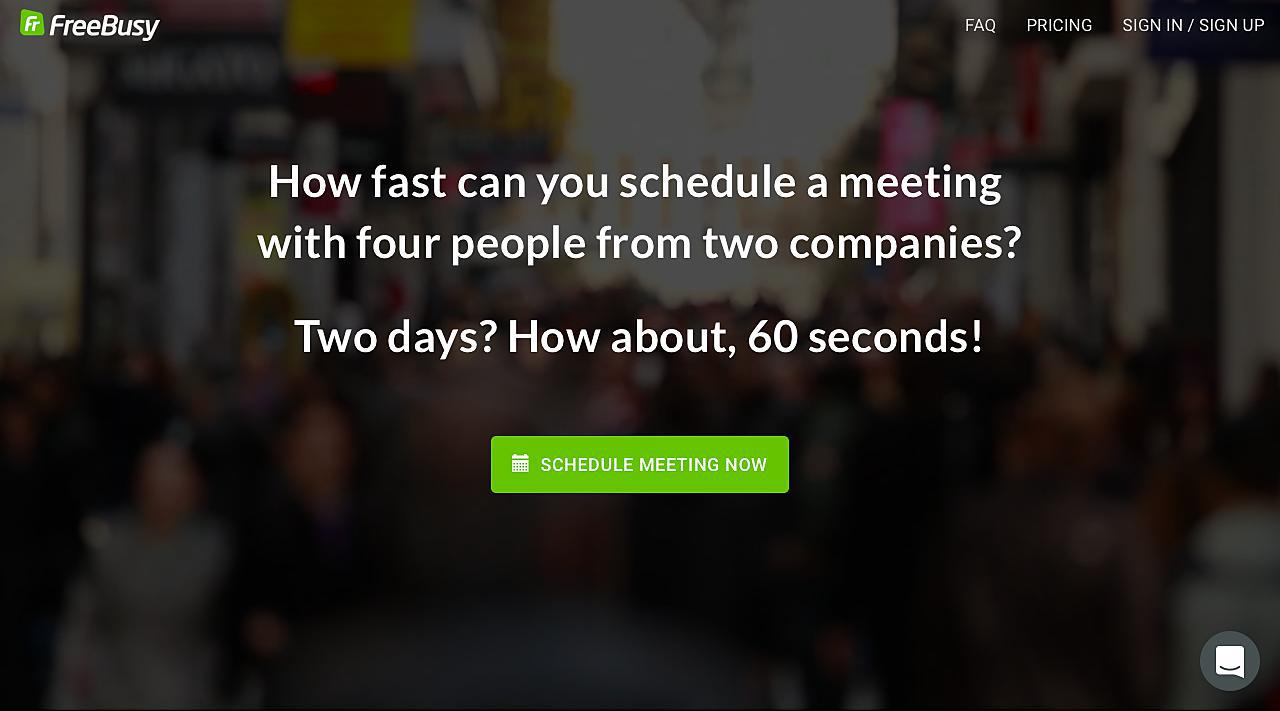 Fr FreeBusy
FAQ PRICING SIGN IN / SIGN UP
How fast can you schedule a meeting
with four people from two companies?
Two days? How about, 60 seconds!
SCHEDULE MEETING NOW